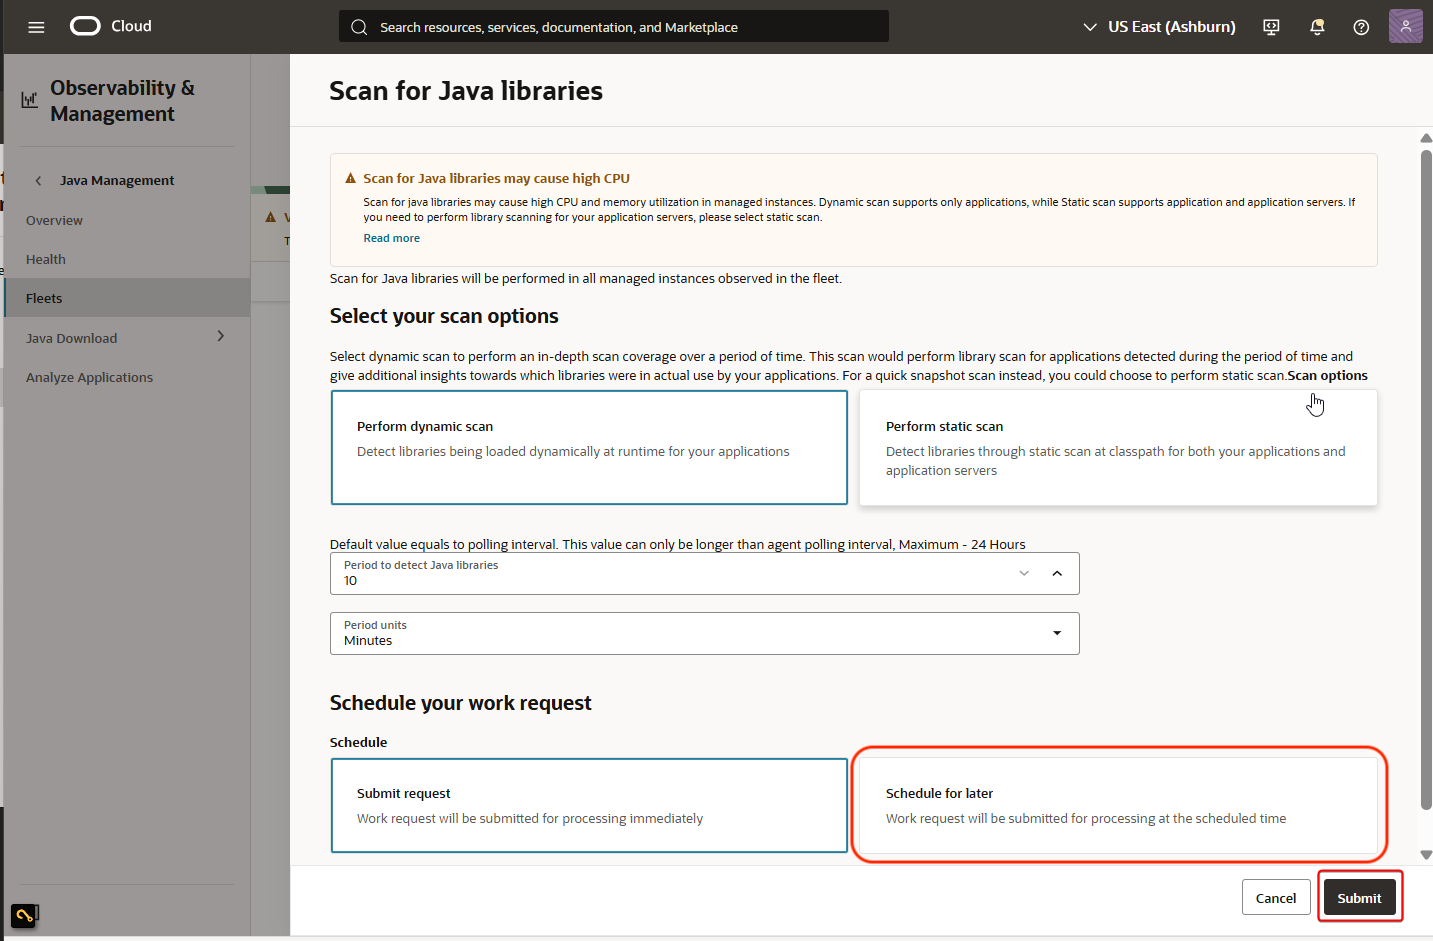 Cloud
Search resources, services, documentation, and Marketplace
US East (Ashburn)
Observability &
Management
Java Management
Overview
Health
Fleets
Java Download
Analyze Applications
Scan for Java libraries
Scan for Java libraries may cause high CPU
Scan for java libraries may cause high CPU and memory utilization in managed instances. Dynamic scan supports only applications, while Static scan supports application and application servers. If
you need to perform library scanning for your application servers, please select static scan.
Read more
Scan for Java libraries will be performed in all managed instances observed in the fleet.
Select your scan options
Select dynamic scan to perform an in-depth scan coverage over a period of time. This scan would perform library scan for applications detected during the period of time and
give additional insights towards which libraries were in actual use by your applications. For a quick snapshot scan instead, you could choose to perform static scan.Scan options
Perform dynamic scan
Detect libraries being loaded dynamically at runtime for your applications
Perform static scan
Detect libraries through static scan at classpath for both your applications and
application servers
Default value equals to polling interval. This value can only be longer than agent polling interval, Maximum - 24 Hours
Period to detect Java libraries
10
Period units
Minutes
Schedule your work request
Schedule
Submit request
Work request will be submitted for processing immediately
Schedule for later
Work request will be submitted for processing at the scheduled time
Cancel
Submit